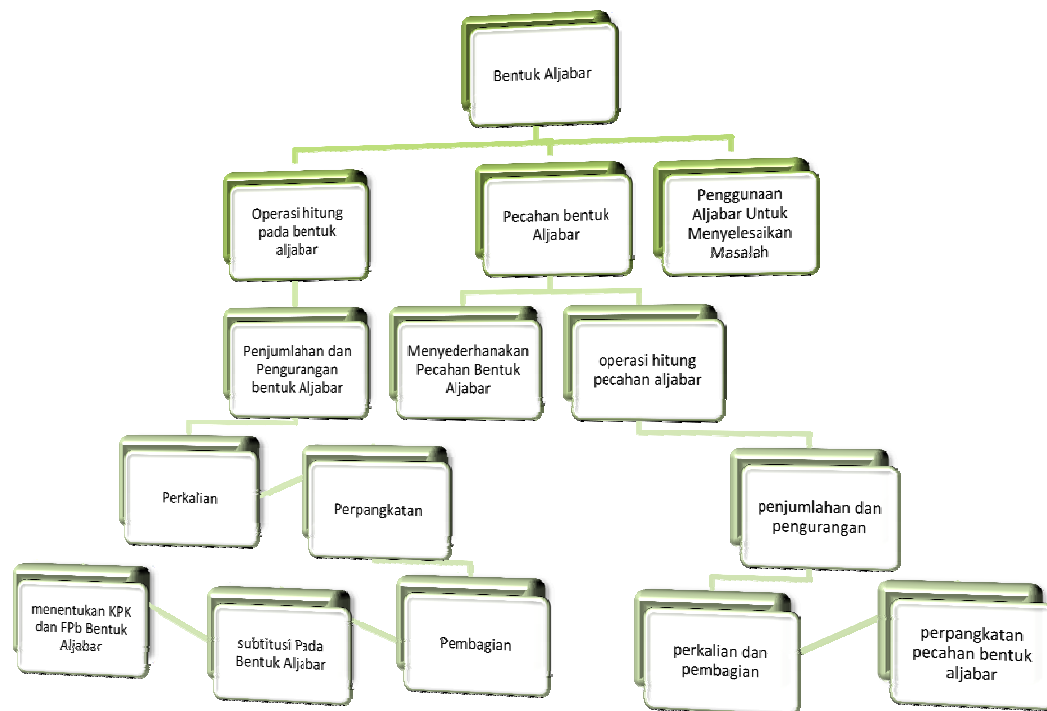 Bentuk Aljabar
Operasi hitung
pada bentuk
aljabar
Pecahan bentuk
Aljabar
Penggunaan
Aljabar Untuk
Menyelesaikan
Masalah
Penjumlahan dan
Pengurangan
bentuk Aljabar
Menyederhanakan
Pecahan Bentuk
Aljabar
operasi hitung
pecahan aljabar
Perkalian
Perpangkatan
penjumlahan dan
pengurangan
menentukan KPK
dan FPb Bentuk
Aljabar
subtitusi Pada
Bentuk Aljabar
Pembagian
perkalian dan
pembagian
perpangkatan
pecahan bentuk
aljabar